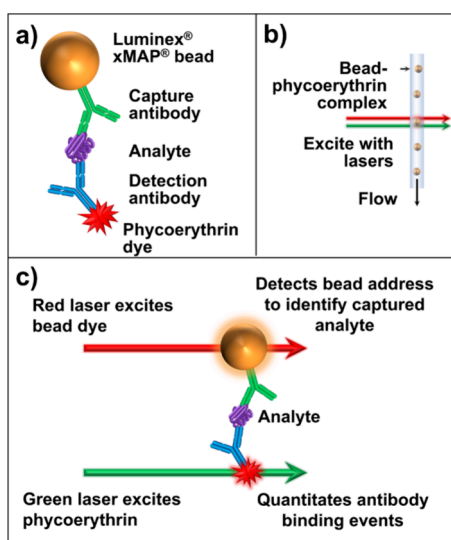 a)
Luminex®
xMAP® bead
Capture
antibody
Analyte
Detection
antibody
Phycoerythrin
dye
b)
Bead-
phycoerythrin
complex
Excite with
lasers
Flow
c)
Red laser excites
bead dye
Detects bead address
to identify captured
analyte
Analyte
Green laser excites
phycoerythrin
Quantitates antibody
binding events